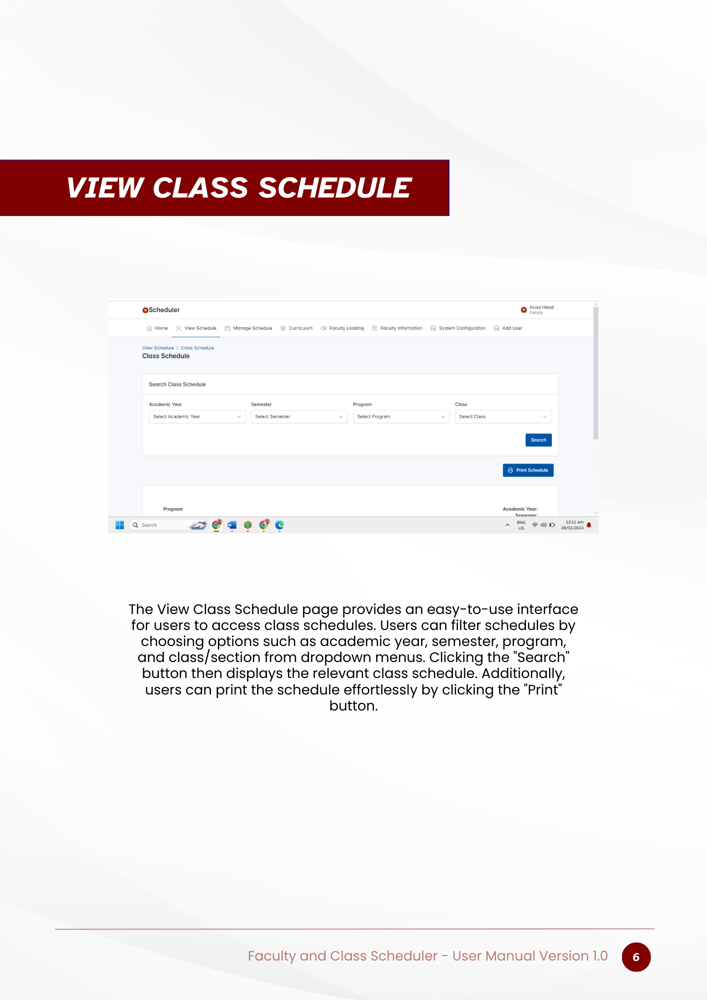 VIEW CLASS SCHEDULE
Scheduler
Acad Head
Faculty
Home View Schedule Manage Schedule Curriculum Faculty Loading Faculty Information System Configuration Add User
View Schedule / Class Schedule
Class Schedule
Search Class Schedule
Academic Year Semester Program Class
Select Academic Year Select Semester Select Program Select Class
Search
Print Schedule
Program: Academic Year:
Semester:
Search ENG 12:11 am
US 28/02/2024
The View Class Schedule page provides an easy-to-use interface
for users to access class schedules. Users can filter schedules by
choosing options such as academic year, semester, program,
and class/section from dropdown menus. Clicking the "Search"
button then displays the relevant class schedule. Additionally,
users can print the schedule effortlessly by clicking the "Print"
button.
Faculty and Class Scheduler - User Manual Version 1.0 6